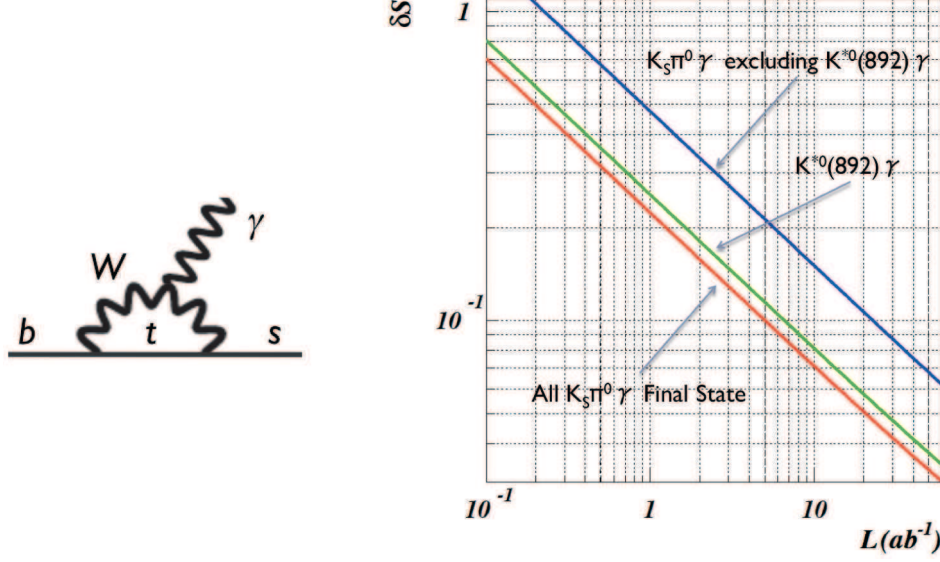 γ
W
b t s
δS
1
10⁻¹
K_Sπ⁰ γ excluding K*⁰(892) γ
K*⁰(892) γ
All K_Sπ⁰ γ Final State
10⁻¹ 1 10
L(ab⁻¹)